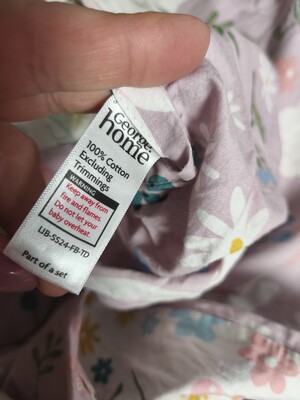 George.
home
100% Cotton
Excluding
Trimmings
WARNING
Keep away from
fire and flames
Do not let your
baby overheat.
LIB-SS24-FB-TD
Part of a set